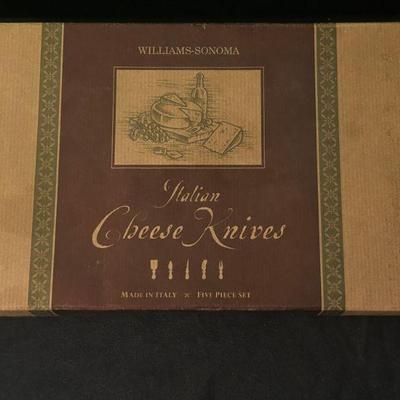 WILLIAMS-SONOMA
Italian
Cheese Knives
MADE IN ITALY × FIVE PIECE SET